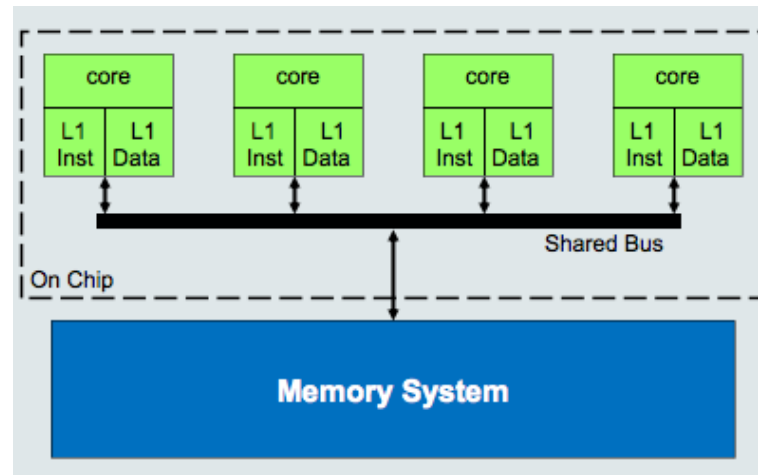 core
core
core
core
L1 Inst
L1 Data
L1 Inst
L1 Data
L1 Inst
L1 Data
L1 Inst
L1 Data
Shared Bus
On Chip
Memory System